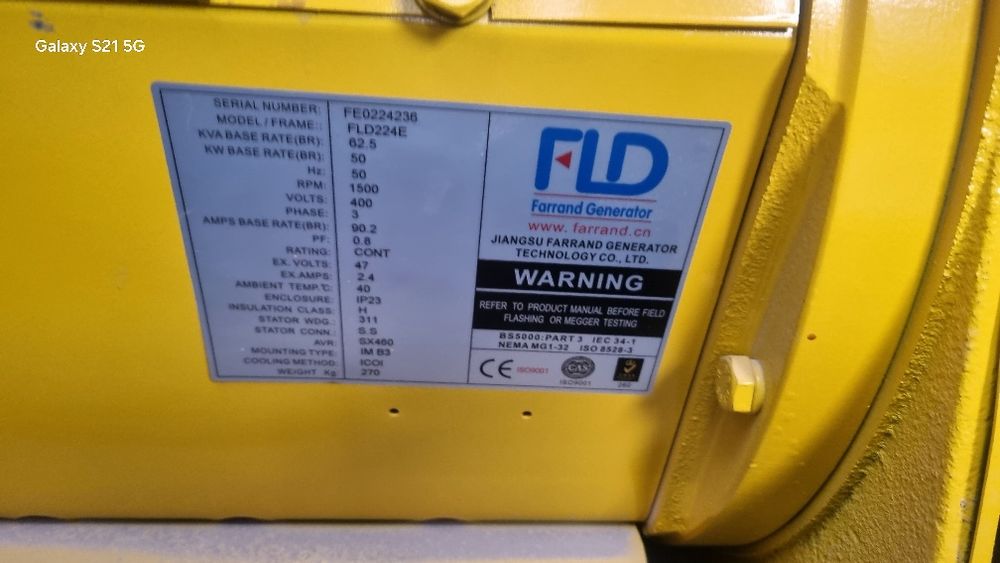 Galaxy S21 5G
SERIAL NUMBER: FE0224236
MODEL / FRAME:: FLD224E
KVA BASE RATE(BR): 62.5
KW BASE RATE(BR): 50
Hz: 50
RPM: 1500
VOLTS: 400
PHASE: 3
AMPS BASE RATE(BR): 90.2
PF: 0.8
RATING: CONT
EX. VOLTS: 47
EX.AMPS: 2.4
AMBIENT TEMP.℃: 40
ENCLOSURE: IP23
INSULATION CLASS: H
STATOR WDG.: 311
STATOR CONN.: S.S
AVR: SX460
MOUNTING TYPE: IM B3
COOLING METHOD: ICOI
WEIGHT Kg 270
FLD
Farrand Generator
www.farrand.cn
JIANGSU FARRAND GENERATOR
TECHNOLOGY CO., LTD.
WARNING
REFER TO PRODUCT MANUAL BEFORE FIELD
FLASHING OR MEGGER TESTING
BS5000:PART 3 IEC 34-1
NEMA MG1-32 ISO 8528-3
CE ISO9001
CAS
ISO9001